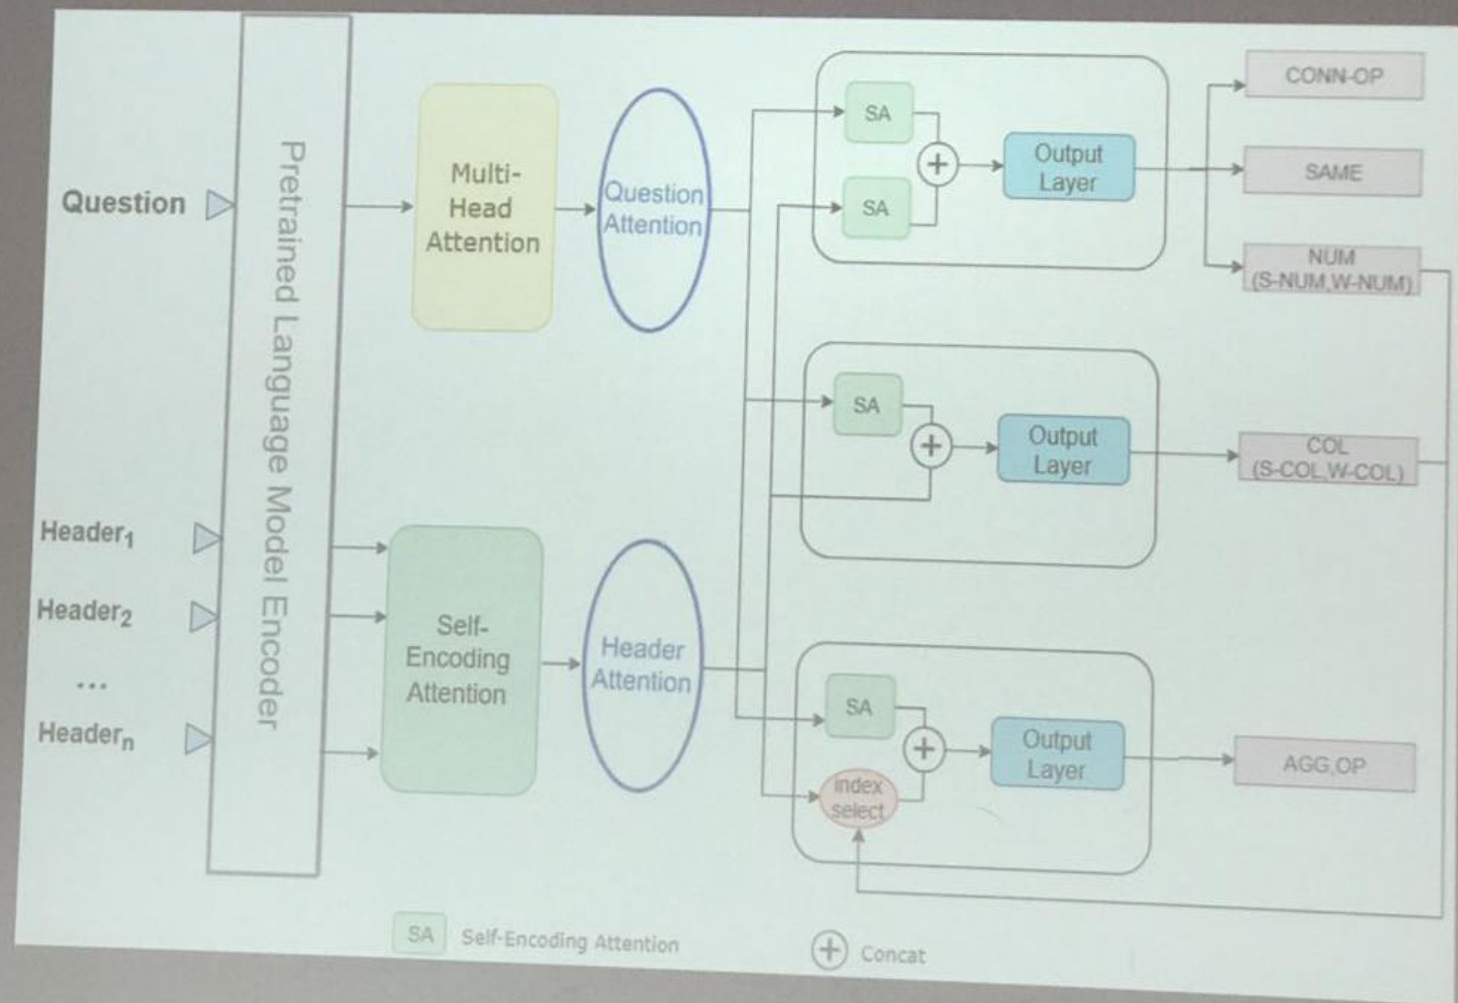 Question
Pretrained Language Model Encoder
Multi-
Head
Attention
Question
Attention
SA
SA
Output
Layer
CONN-OP
SAME
NUM
(S-NUM,W-NUM)
SA
Output
Layer
COL
(S-COL,W-COL)
Header1
Header2
...
Headern
Self-
Encoding
Attention
Header
Attention
SA
index
select
Output
Layer
AGG,OP
SA Self-Encoding Attention
Concat